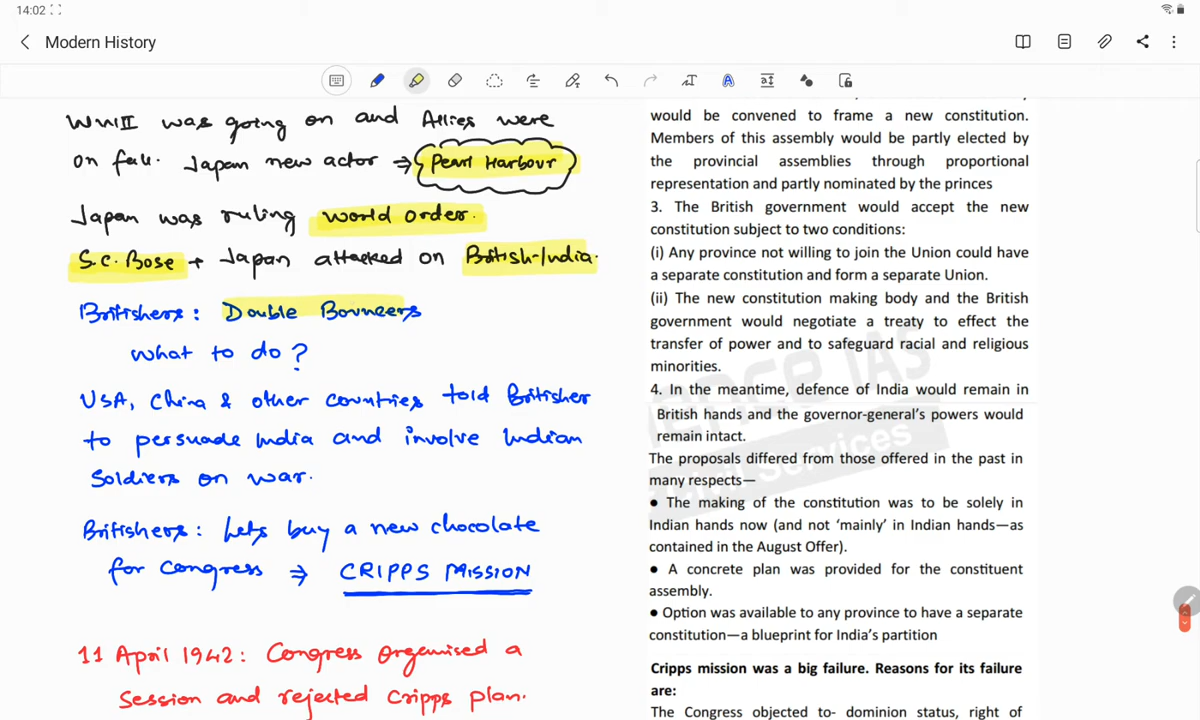 14:02
Modern History
WWII was going on and Allies were
on fall. Japan new actor ⇒ Pearl Harbour
Japan was ruling world order.
S.C. Bose + Japan attacked on British-India.
Britishers: Double Bouncers
What to do?
USA, China & other countries told Britisher
to persuade India and involve Indian
Soldiers on war.
Britishers: Lets buy a new chocolate
for Congress ⇒ CRIPPS MISSION
11 April 1942: Congress Organised a
Session and rejected Cripps plan.
would be convened to frame a new constitution.
Members of this assembly would be partly elected by
the provincial assemblies through proportional
representation and partly nominated by the princes
3. The British government would accept the new
constitution subject to two conditions:
(i) Any province not willing to join the Union could have
a separate constitution and form a separate Union.
(ii) The new constitution making body and the British
government would negotiate a treaty to effect the
transfer of power and to safeguard racial and religious
minorities.
4. In the meantime, defence of India would remain in
British hands and the governor-general's powers would
remain intact.
The proposals differed from those offered in the past in
many respects—
• The making of the constitution was to be solely in
Indian hands now (and not 'mainly' in Indian hands—as
contained in the August Offer).
• A concrete plan was provided for the constituent
assembly.
• Option was available to any province to have a separate
constitution—a blueprint for India's partition
Cripps mission was a big failure. Reasons for its failure
are:
The Congress objected to- dominion status, right of